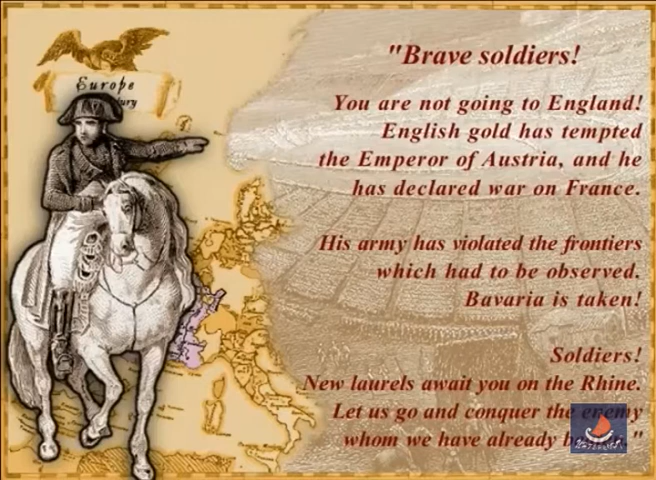 Europe
"Brave soldiers!
You are not going to England!
English gold has tempted
the Emperor of Austria, and he
has declared war on France.
His army has violated the frontiers
which had to be observed.
Bavaria is taken!
Soldiers!
New laurels await you on the Rhine.
Let us go and conquer the enemy
whom we have already